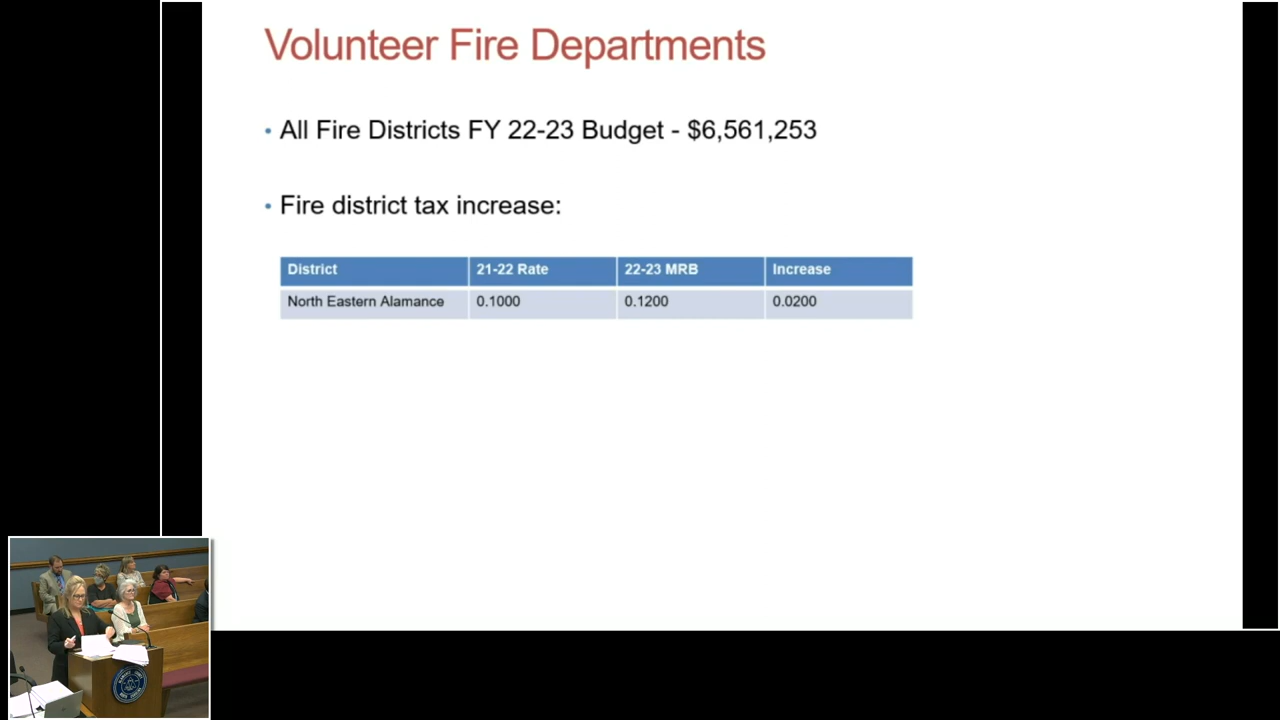 Volunteer Fire Departments
• All Fire Districts FY 22-23 Budget - $6,561,253
• Fire district tax increase:
District 21-22 Rate 22-23 MRB Increase
North Eastern Alamance 0.1000 0.1200 0.0200